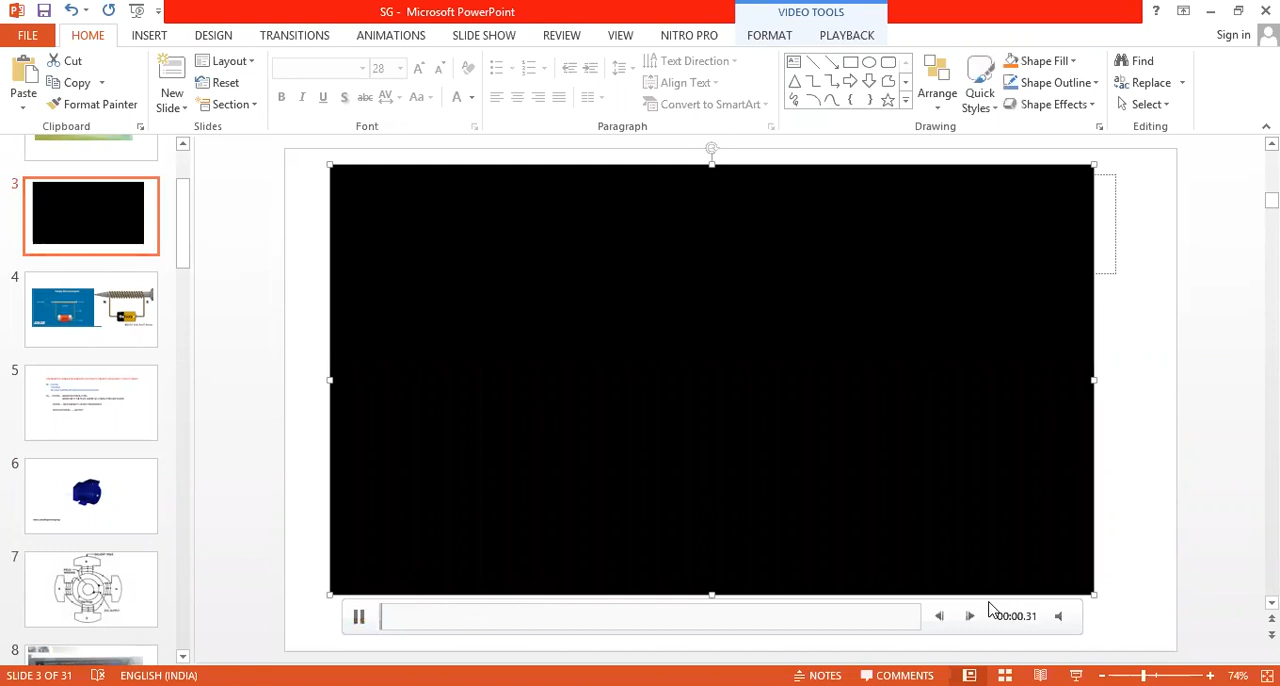 SG - Microsoft PowerPoint
VIDEO TOOLS
?
FILE
HOME
INSERT
DESIGN
TRANSITIONS
ANIMATIONS
SLIDE SHOW
REVIEW
VIEW
NITRO PRO
FORMAT
PLAYBACK
Sign in
Paste
Cut
Copy
Format Painter
Clipboard
New
Slide
Layout
Reset
Section
Slides
28
B I U S abc AV Aa A
Font
Text Direction
Align Text
Convert to SmartArt
Paragraph
Arrange
Quick
Styles
Shape Fill
Shape Outline
Shape Effects
Drawing
Find
Replace
Select
Editing
3
4
5
6
7
8
00:00.31
SLIDE 3 OF 31
ENGLISH (INDIA)
NOTES
COMMENTS
74%